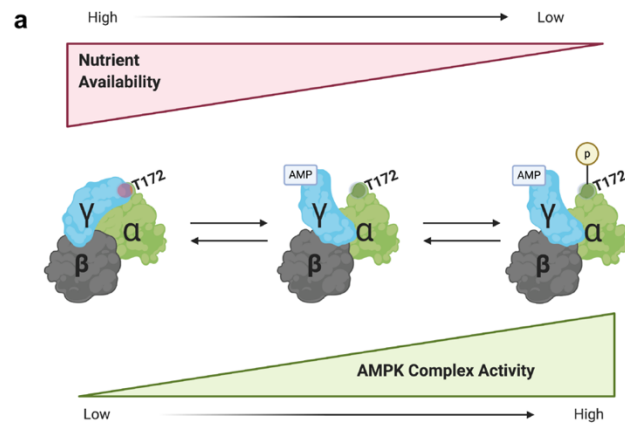 a
High
Low
Nutrient
Availability
p
AMP
AMP
T172
T172
T172
γ
α
β
γ
α
β
γ
α
β
AMPK Complex Activity
Low
High